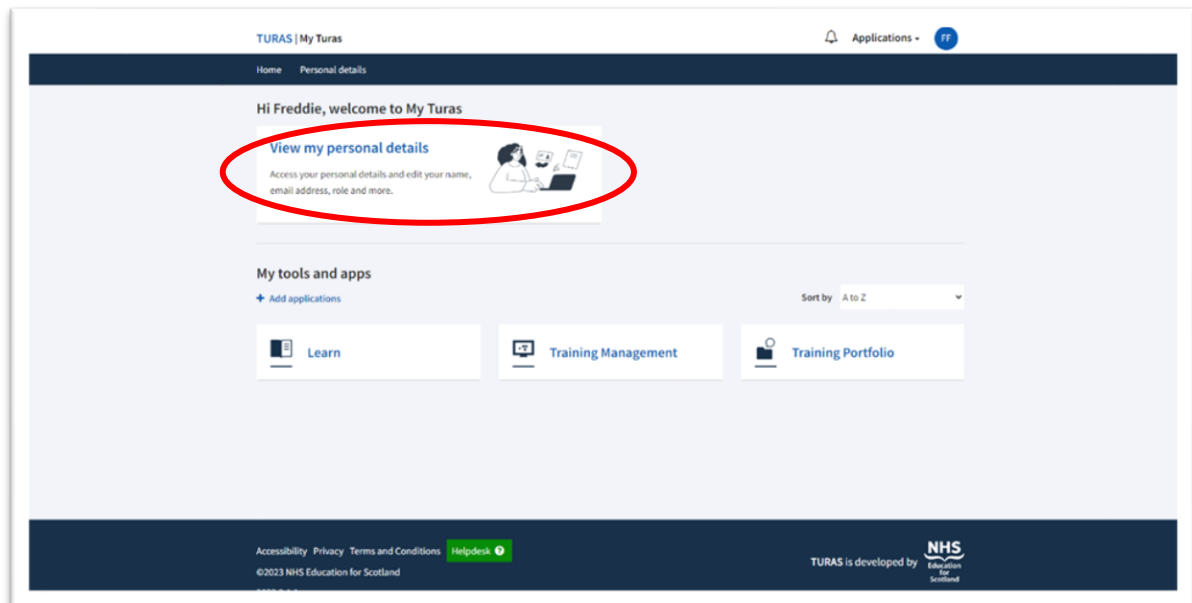 TURAS | My Turas
Applications
FF
Home Personal details
Hi Freddie, welcome to My Turas
View my personal details
Access your personal details and edit your name,
email address, role and more.
My tools and apps
+ Add applications
Sort by A to Z
Learn
Training Management
Training Portfolio
Accessibility Privacy Terms and Conditions Helpdesk ?
©2023 NHS Education for Scotland
TURAS is developed by
NHS
Education
for
Scotland